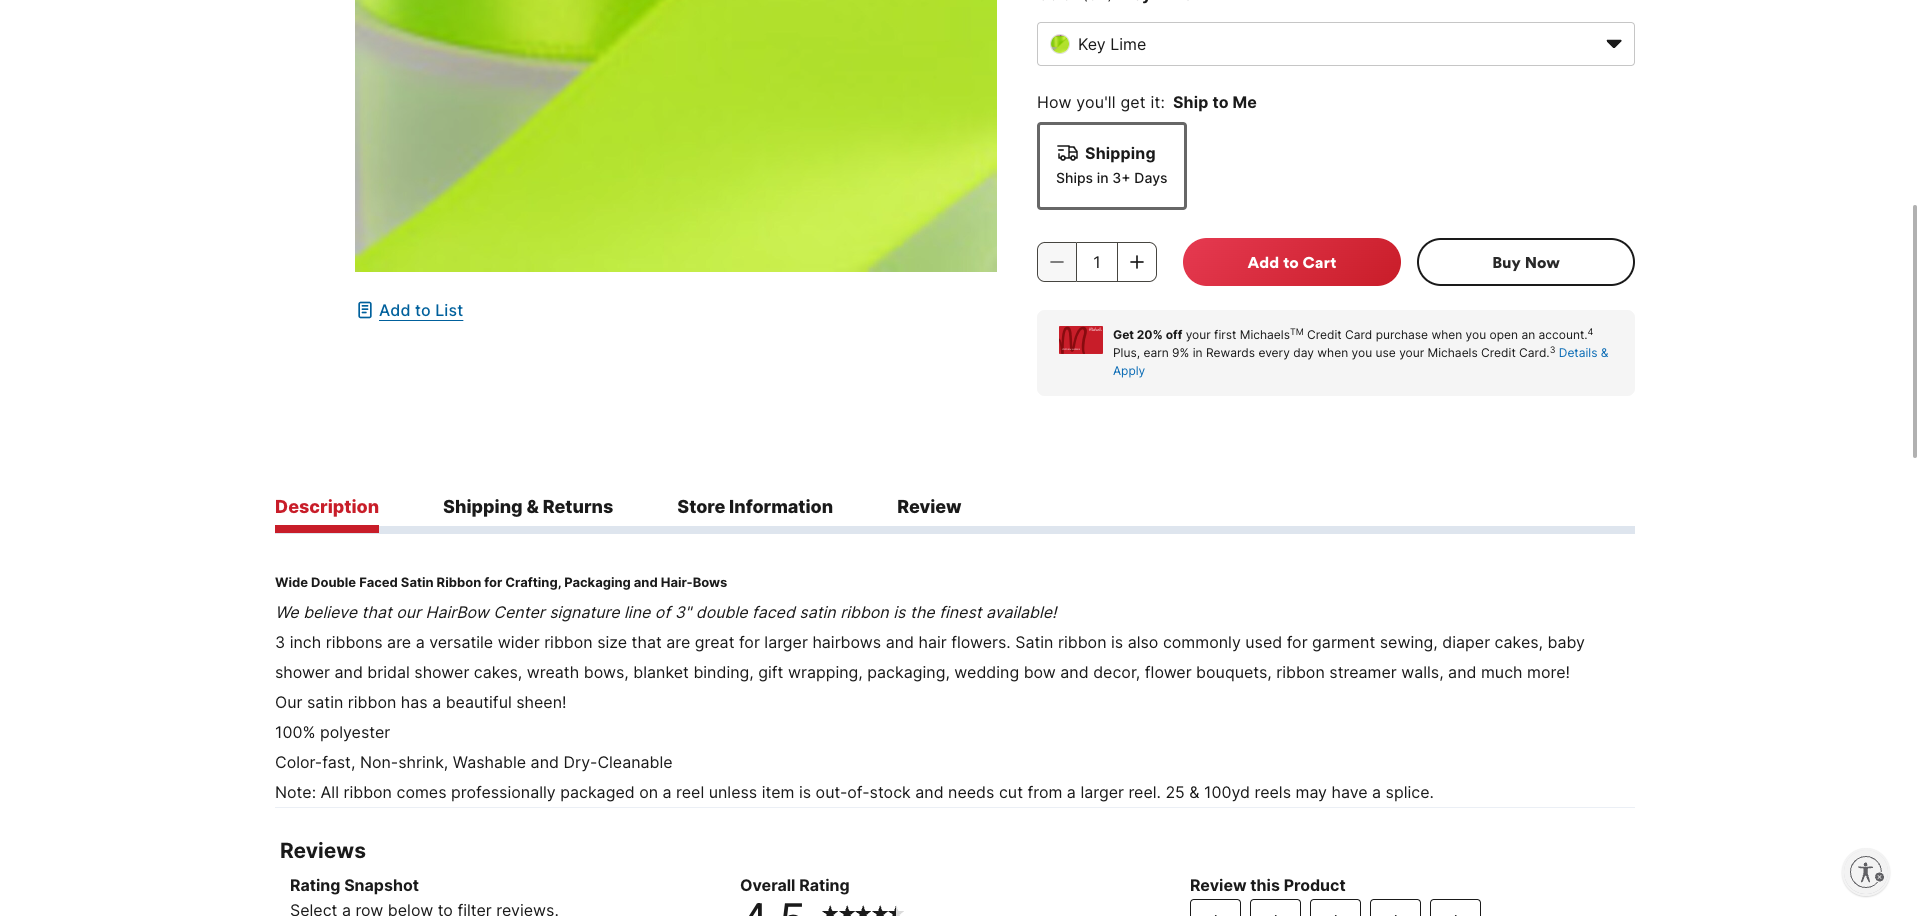 Key Lime
How you'll get it: Ship to Me
Shipping
Ships in 3+ Days
1
Add to Cart
Buy Now
Add to List
Get 20% off your first Michaels™ Credit Card purchase when you open an account.⁴
Plus, earn 9% in Rewards every day when you use your Michaels Credit Card.³ Details &
Apply
Description
Shipping & Returns
Store Information
Review
Wide Double Faced Satin Ribbon for Crafting, Packaging and Hair-Bows
We believe that our HairBow Center signature line of 3" double faced satin ribbon is the finest available!
3 inch ribbons are a versatile wider ribbon size that are great for larger hairbows and hair flowers. Satin ribbon is also commonly used for garment sewing, diaper cakes, baby
shower and bridal shower cakes, wreath bows, blanket binding, gift wrapping, packaging, wedding bow and decor, flower bouquets, ribbon streamer walls, and much more!
Our satin ribbon has a beautiful sheen!
100% polyester
Color-fast, Non-shrink, Washable and Dry-Cleanable
Note: All ribbon comes professionally packaged on a reel unless item is out-of-stock and needs cut from a larger reel. 25 & 100yd reels may have a splice.
Reviews
Rating Snapshot
Select a row below to filter reviews.
Overall Rating
4.5
Review this Product